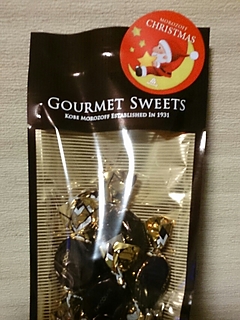 MOROZOFF
CHRISTMAS
GOURMET SWEETS
KOBE MOROZOFF ESTABLISHED IN 1931